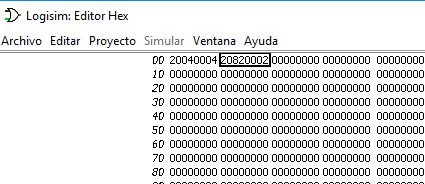 Logisim: Editor Hex
Archivo Editar Proyecto Simular Ventana Ayuda
00 20040004 20820002 00000000 00000000 00000000
10 00000000 00000000 00000000 00000000 00000000
20 00000000 00000000 00000000 00000000 00000000
30 00000000 00000000 00000000 00000000 00000000
40 00000000 00000000 00000000 00000000 00000000
50 00000000 00000000 00000000 00000000 00000000
60 00000000 00000000 00000000 00000000 00000000
70 00000000 00000000 00000000 00000000 00000000
80 00000000 00000000 00000000 00000000 00000000